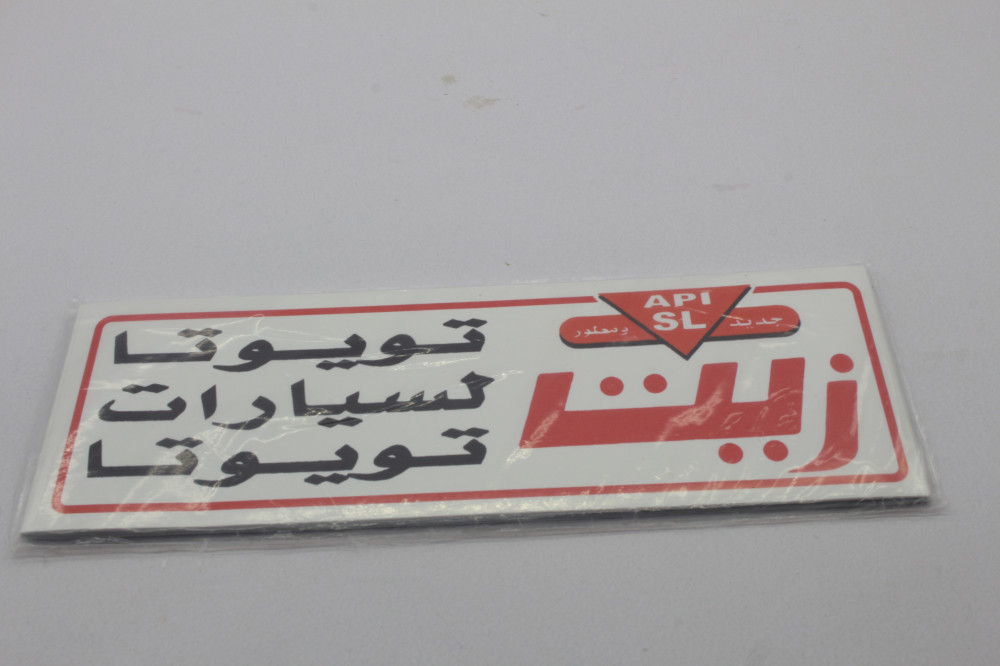 API
SL
جديد ومطور
زيت
تويوتا
لسيارات
تويوتا